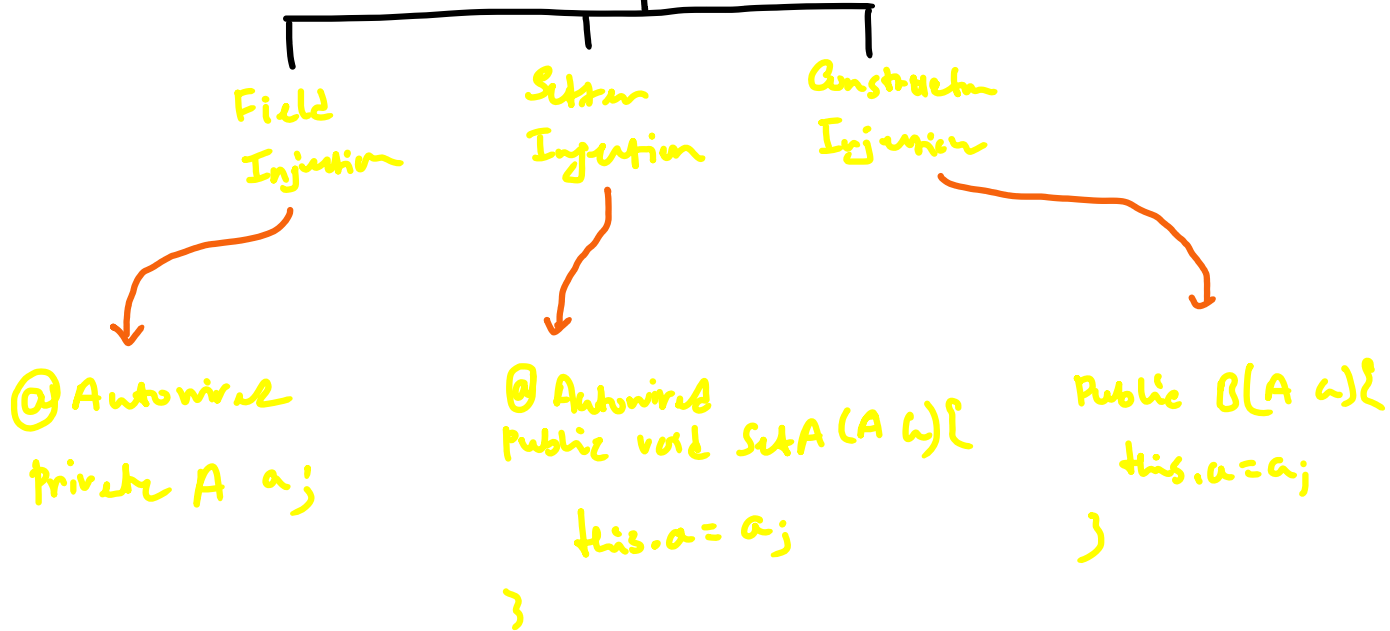 Field
Injection
Setter
Injection
Constructor
Injection
@Autowired
private A a;
@Autowired
public void setA(A a){
this.a = a;
}
Public B(A a){
this.a=a;
}